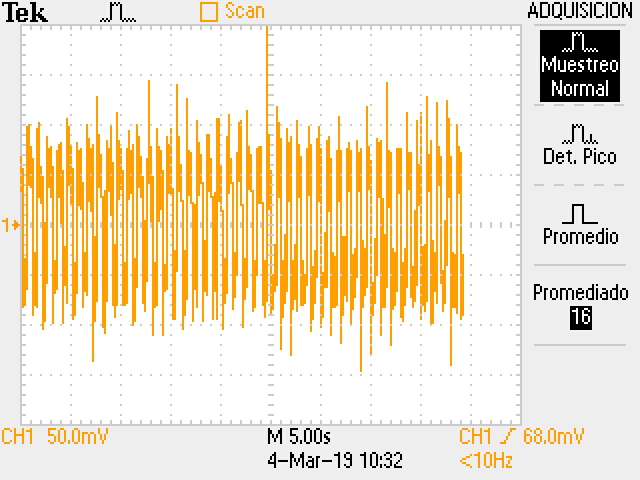 Tek
Scan
ADQUISICION
Muestreo
Normal
Det. Pico
Promedio
Promediado
16
1
CH1 50.0mV
M 5.00s
CH1 68.0mV
4-Mar-19 10:32
<10Hz